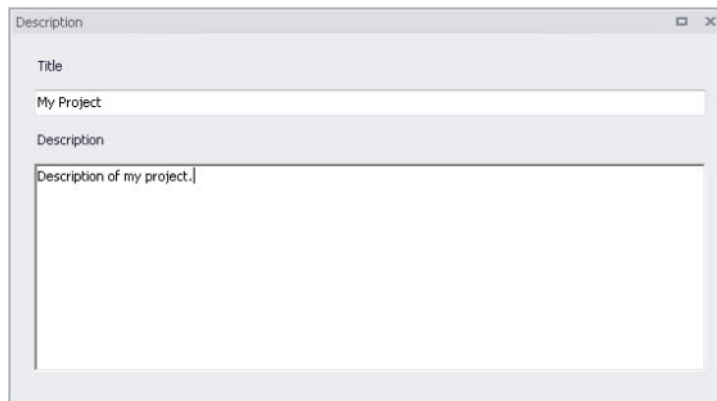 Description
Title
My Project
Description
Description of my project.